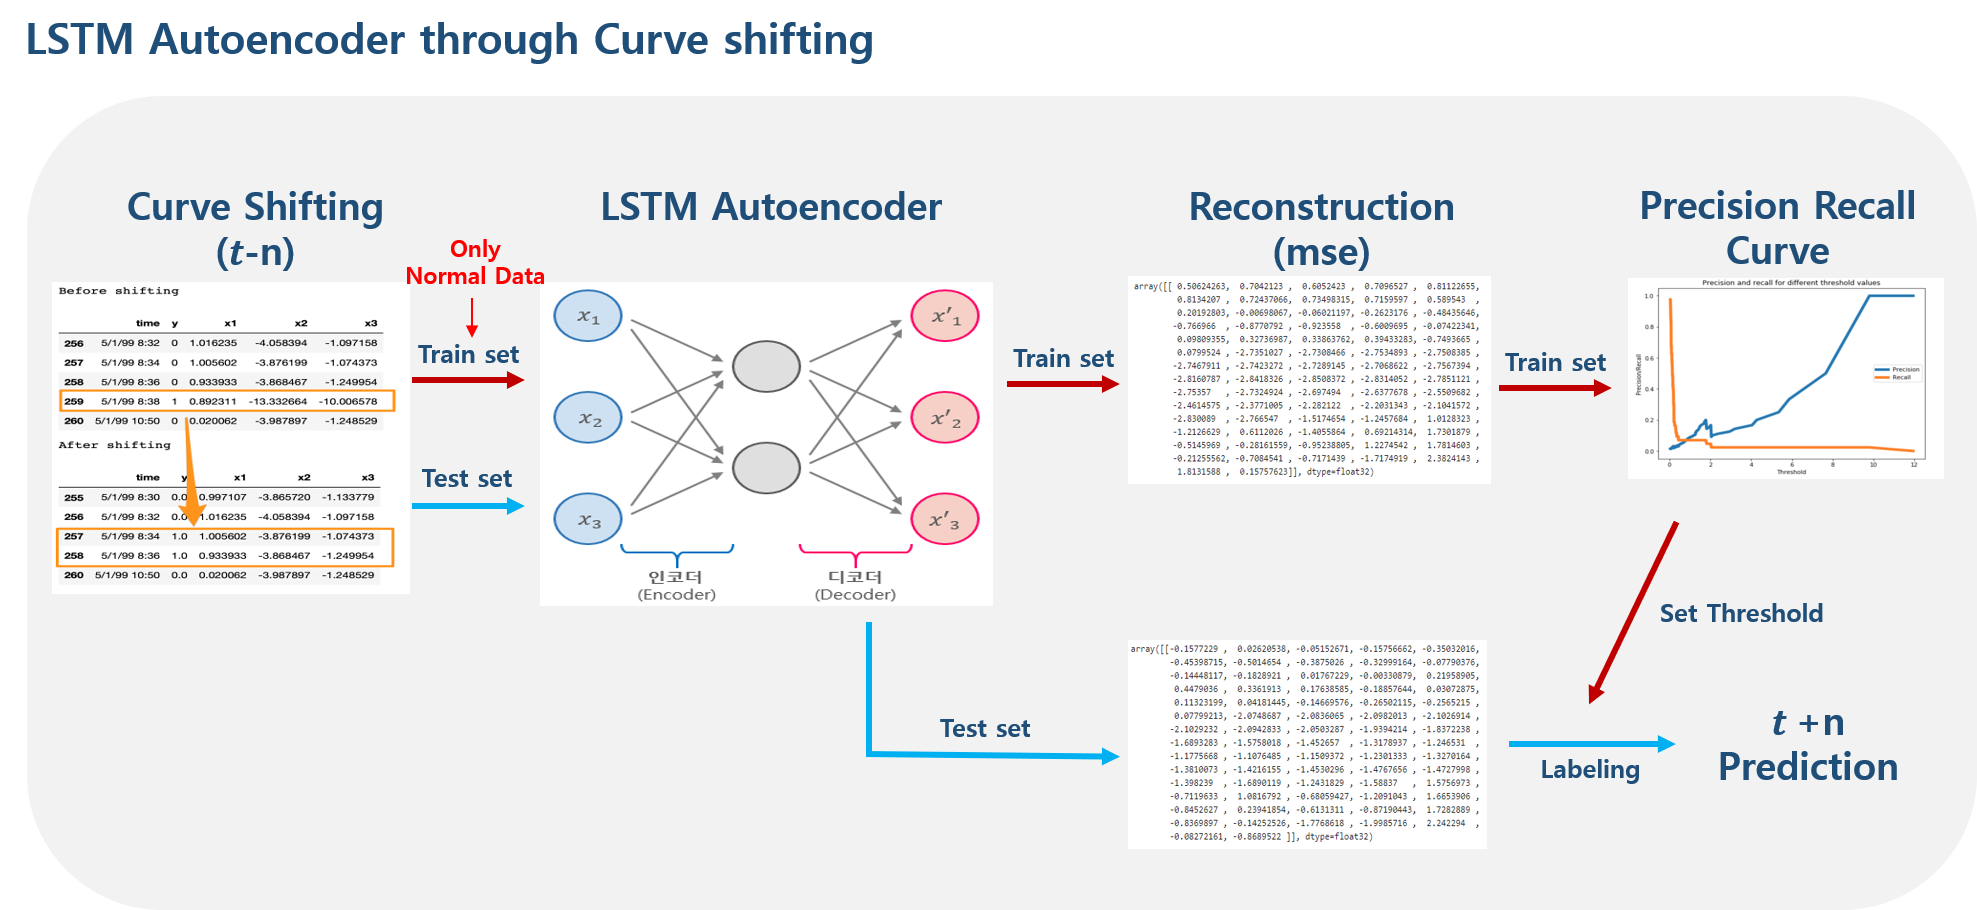 LSTM Autoencoder through Curve shifting
Curve Shifting
(t-n)
Before shifting
time y x1 x2 x3
256 5/1/99 8:32 0 1.016235 -4.058394 -1.097158
257 5/1/99 8:34 0 1.005602 -3.876199 -1.074373
258 5/1/99 8:36 0 0.933933 -3.868467 -1.249954
259 5/1/99 8:38 1 0.892311 -13.332664 -10.006578
260 5/1/99 10:50 0 0.020062 -3.987897 -1.248529
After shifting
time y x1 x2 x3
255 5/1/99 8:30 0.0 0.997107 -3.865720 -1.133779
256 5/1/99 8:32 0.0 1.016235 -4.058394 -1.097158
257 5/1/99 8:34 1.0 1.005602 -3.876199 -1.074373
258 5/1/99 8:36 1.0 0.933933 -3.868467 -1.249954
260 5/1/99 10:50 0.0 0.020062 -3.987897 -1.248529
Only
Normal Data
Train set
Test set
LSTM Autoencoder
x1
x2
x3
x'1
x'2
x'3
인코더
(Encoder)
디코더
(Decoder)
Train set
Reconstruction
(mse)
array([[ 0.50624263, 0.7042123 , 0.6052423 , 0.7096527 , 0.81122655,
0.8134207 , 0.72437066, 0.73498315, 0.7159597 , 0.589543 ,
0.20192803, -0.00698067, -0.06021197, -0.2623176 , -0.48435646,
-0.766966 , -0.8770792 , -0.923558 , -0.6009695 , -0.07422341,
0.09809355, 0.32736987, 0.33863762, 0.39433283, -0.7493665 ,
0.0799524 , -2.7351027 , -2.7308466 , -2.7534893 , -2.7508385 ,
-2.7467911 , -2.7423272 , -2.7289145 , -2.7068622 , -2.7567394 ,
-2.8160787 , -2.8418326 , -2.8508372 , -2.8314052 , -2.7851121 ,
-2.75357 , -2.7324924 , -2.697494 , -2.6377678 , -2.5509682 ,
-2.4614575 , -2.3771005 , -2.282122 , -2.2031343 , -2.1041572 ,
-2.830089 , -2.766547 , -1.5174654 , -1.2457684 , 1.0128323 ,
-1.2126629 , 0.6112026 , -1.4055864 , 0.69214314, 1.7301879 ,
-0.5145969 , -0.28161559, -0.95238805, 1.2274542 , 1.7814603 ,
-0.21255562, -0.7084541 , -0.7171439 , -1.7174919 , 2.3824143 ,
1.8131588 , 0.15757623]], dtype=float32)
Train set
Precision Recall
Curve
Precision and recall for different threshold values
Precision/Recall
1.0
0.8
0.6
0.4
0.2
0.0
Precision
Recall
0 2 4 6 8 10 12
Threshold
Set Threshold
Test set
array([[-0.1577229 , 0.02620538, -0.05152671, -0.15756662, -0.35032016,
-0.45398715, -0.5014654 , -0.3875026 , -0.32999164, -0.07790376,
-0.14448117, -0.1828921 , 0.01767229, -0.00330879, 0.21958905,
0.4479036 , 0.3361913 , 0.17638585, -0.18857644, 0.03072875,
0.11323199, 0.04181445, -0.14669576, -0.26502115, -0.2565215 ,
0.07799213, -2.0748687 , -2.0836065 , -2.0982013 , -2.1026914 ,
-2.1029232 , -2.0942833 , -2.0503287 , -1.9394214 , -1.8372238 ,
-1.6893283 , -1.5758018 , -1.452657 , -1.3178937 , -1.246531 ,
-1.1775668 , -1.1076485 , -1.1509372 , -1.2301333 , -1.3270164 ,
-1.3810073 , -1.4216155 , -1.4530296 , -1.4767656 , -1.4727998 ,
-1.398239 , -1.6890119 , -1.2431829 , -1.58837 , 1.5756973 ,
-0.7119633 , 1.0816792 , -0.68059427, -1.2091043 , 1.6653906 ,
-0.8452627 , 0.23941854, -0.6131311 , -0.87190443, 1.7282889 ,
-0.8369897 , -0.14252526, -1.7768618 , -1.9985716 , 2.242294 ,
-0.08272161, -0.8689522 ]], dtype=float32)
Labeling
t +n
Prediction